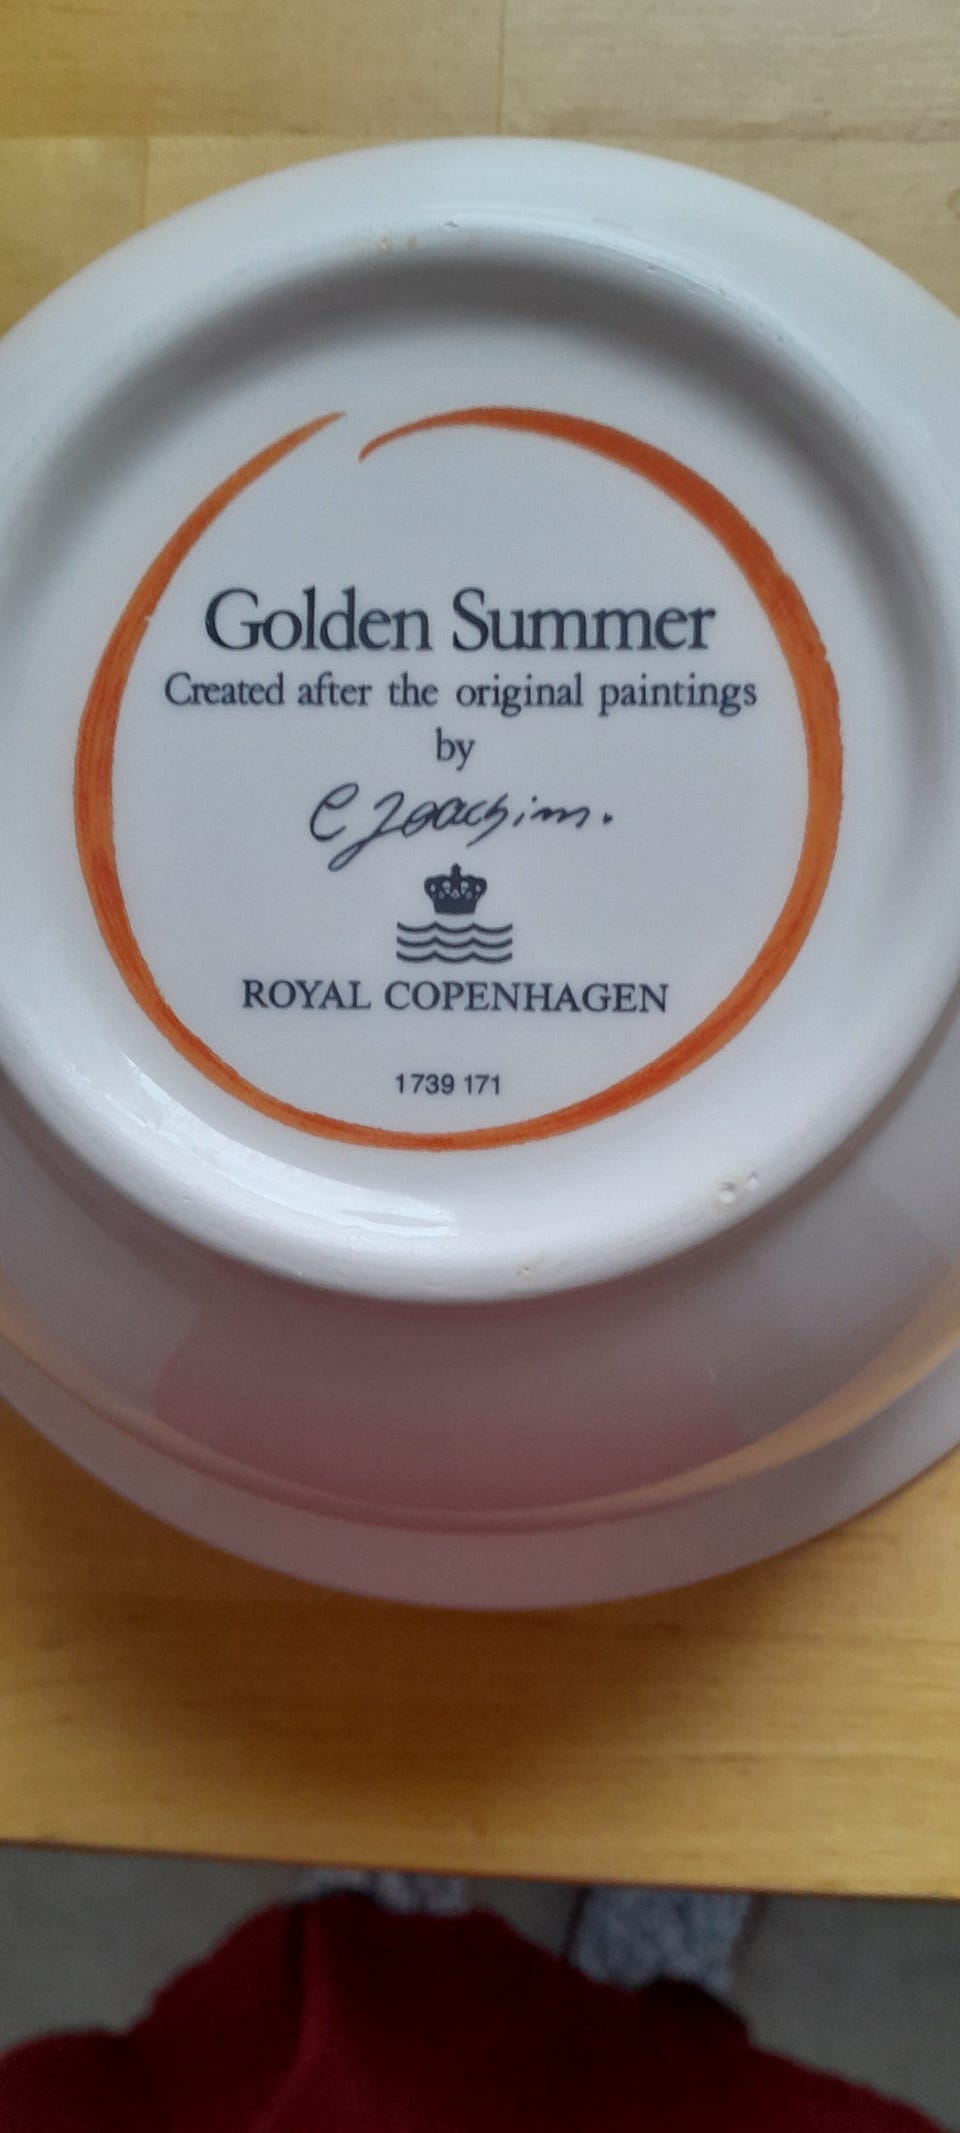 Golden Summer
Created after the original paintings
by
C Joachim.
ROYAL COPENHAGEN
1739 171